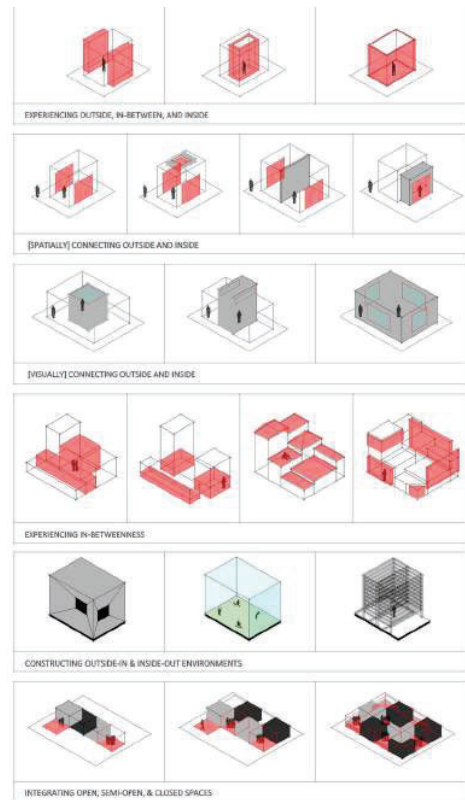 EXPERIENCING OUTSIDE, IN-BETWEEN, AND INSIDE
[SPATIALLY] CONNECTING OUTSIDE AND INSIDE
[VISUALLY] CONNECTING OUTSIDE AND INSIDE
EXPERIENCING IN-BETWEENNESS
CONSTRUCTING OUTSIDE-IN & INSIDE-OUT ENVIRONMENTS
INTEGRATING OPEN, SEMI-OPEN, & CLOSED SPACES